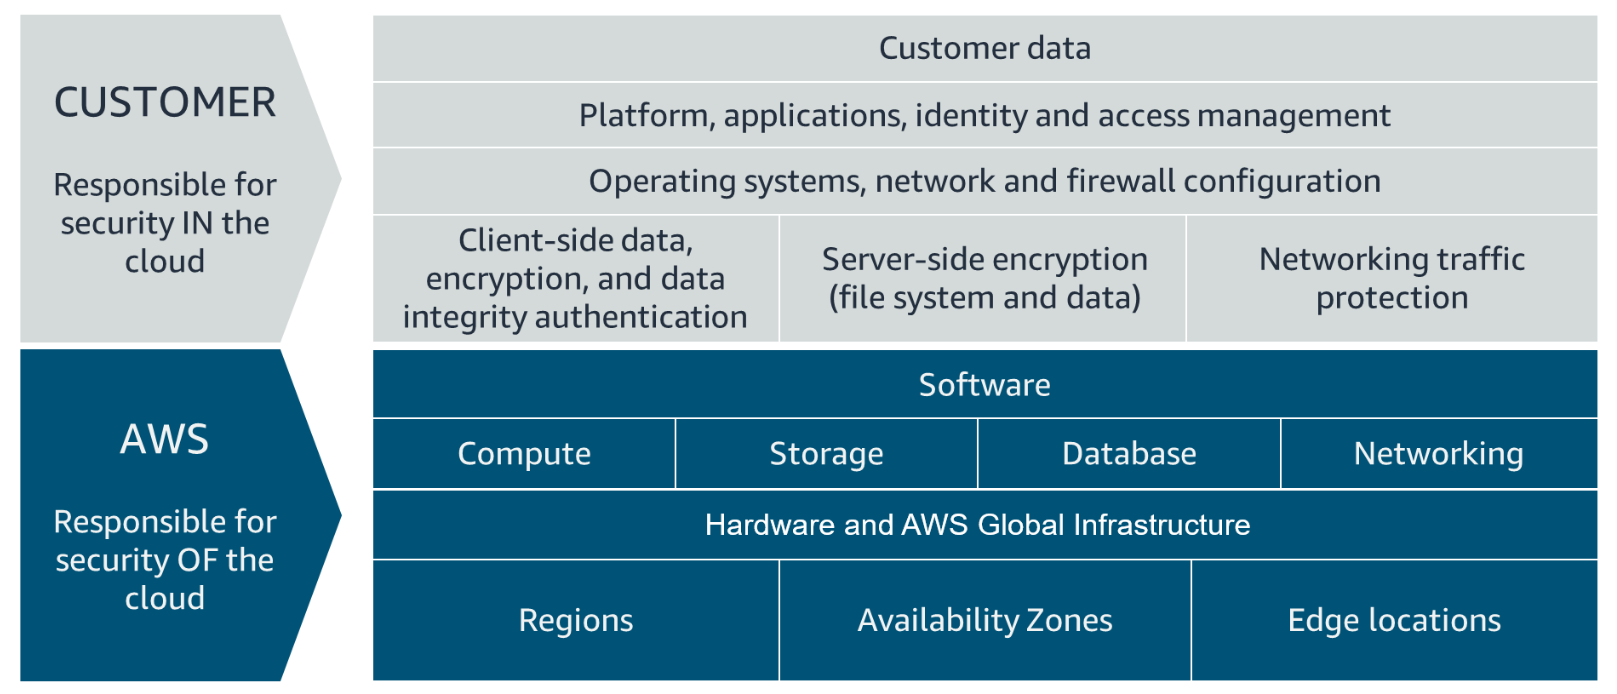 CUSTOMER
Responsible for
security IN the
cloud
Customer data
Platform, applications, identity and access management
Operating systems, network and firewall configuration
Client-side data,
encryption, and data
integrity authentication
Server-side encryption
(file system and data)
Networking traffic
protection
AWS
Responsible for
security OF the
cloud
Software
Compute
Storage
Database
Networking
Hardware and AWS Global Infrastructure
Regions
Availability Zones
Edge locations